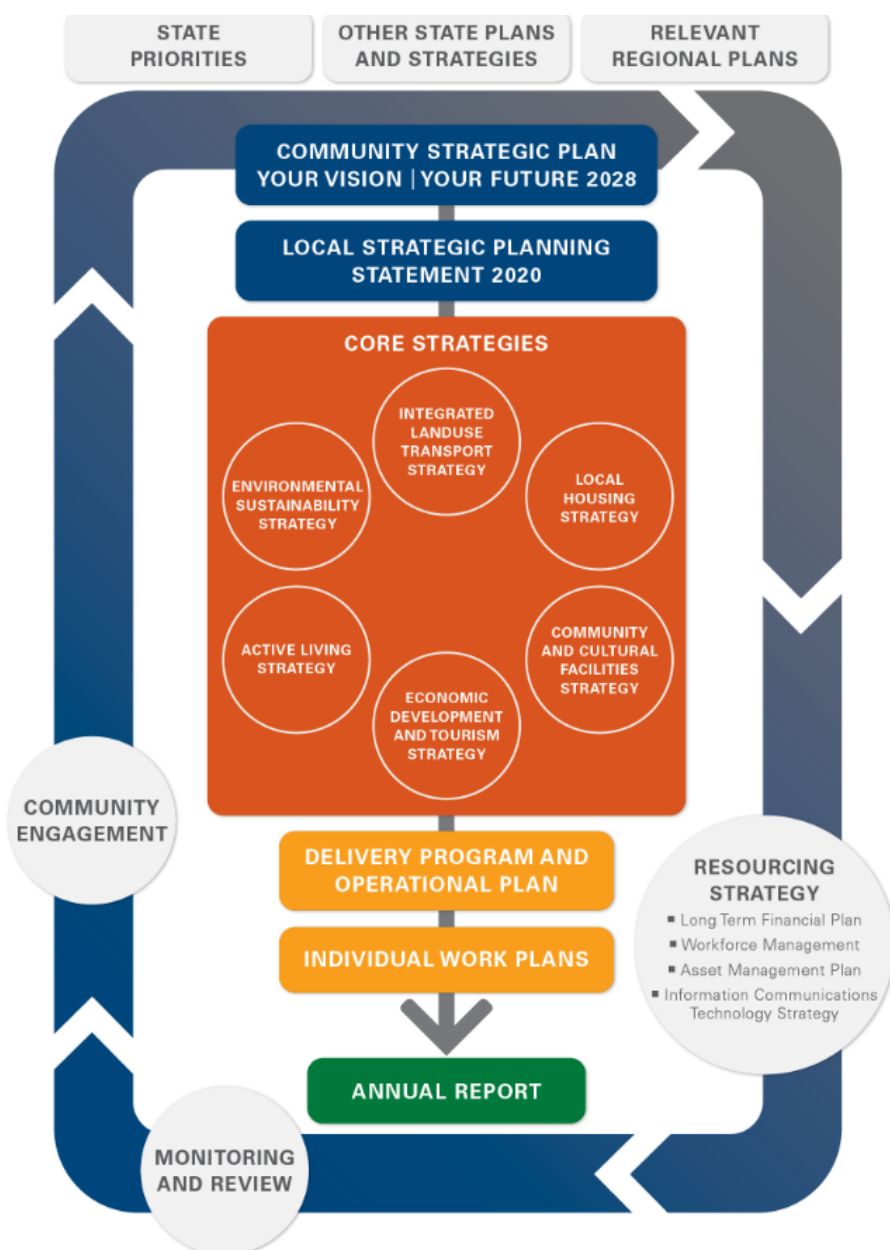 STATE
PRIORITIES
OTHER STATE PLANS
AND STRATEGIES
RELEVANT
REGIONAL PLANS
COMMUNITY STRATEGIC PLAN
YOUR VISION | YOUR FUTURE 2028
LOCAL STRATEGIC PLANNING
STATEMENT 2020
CORE STRATEGIES
INTEGRATED
LANDUSE
TRANSPORT
STRATEGY
ENVIRONMENTAL
SUSTAINABILITY
STRATEGY
LOCAL
HOUSING
STRATEGY
ACTIVE LIVING
STRATEGY
COMMUNITY
AND CULTURAL
FACILITIES
STRATEGY
ECONOMIC
DEVELOPMENT
AND TOURISM
STRATEGY
COMMUNITY
ENGAGEMENT
DELIVERY PROGRAM AND
OPERATIONAL PLAN
RESOURCING
STRATEGY
▪ Long Term Financial Plan
▪ Workforce Management
▪ Asset Management Plan
▪ Information Communications
Technology Strategy
INDIVIDUAL WORK PLANS
ANNUAL REPORT
MONITORING
AND REVIEW